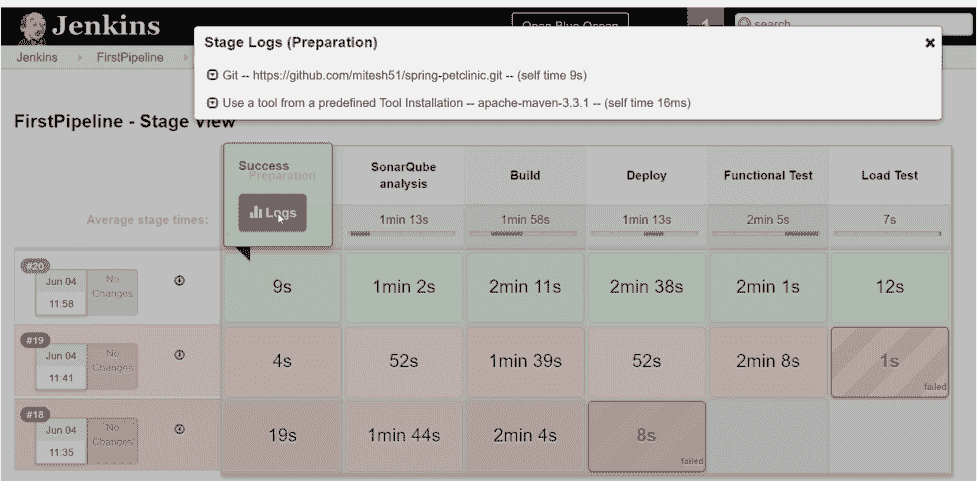 Jenkins
Open Blue Ocean
1
search
Jenkins
FirstPipeline
Stage Logs (Preparation)
Git -- https://github.com/mitesh51/spring-petclinic.git -- (self time 9s)
Use a tool from a predefined Tool Installation -- apache-maven-3.3.1 -- (self time 16ms)
FirstPipeline - Stage View
Success
Preparation
Logs
SonarQube
analysis
Build
Deploy
Functional Test
Load Test
Average stage times:
1min 13s
1min 58s
1min 13s
2min 5s
7s
#20
Jun 04
11:58
No
Changes
9s
1min 2s
2min 11s
2min 38s
2min 1s
12s
#19
Jun 04
11:41
No
Changes
4s
52s
1min 39s
52s
2min 8s
1s
failed
#18
Jun 04
11:35
No
Changes
19s
1min 44s
2min 4s
8s
failed